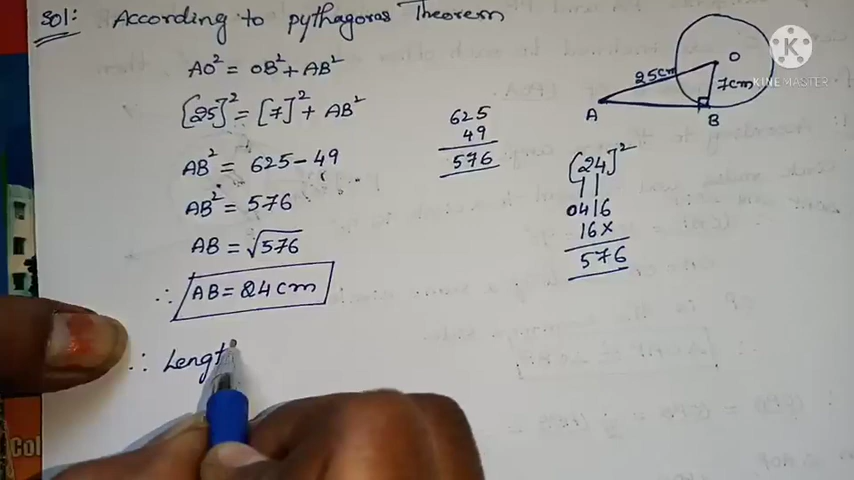 Sol: According to pythagoras Theorem
AO² = OB² + AB²
[25]² = [7]² + AB²
AB² = 625 - 49
AB² = 576
AB = √576
∴ AB = 24 cm
∴ Lengt
625
49
576
[24]²
0416
16×
576
25cm
O
7cm
A
B
K
KINEMASTER
Col